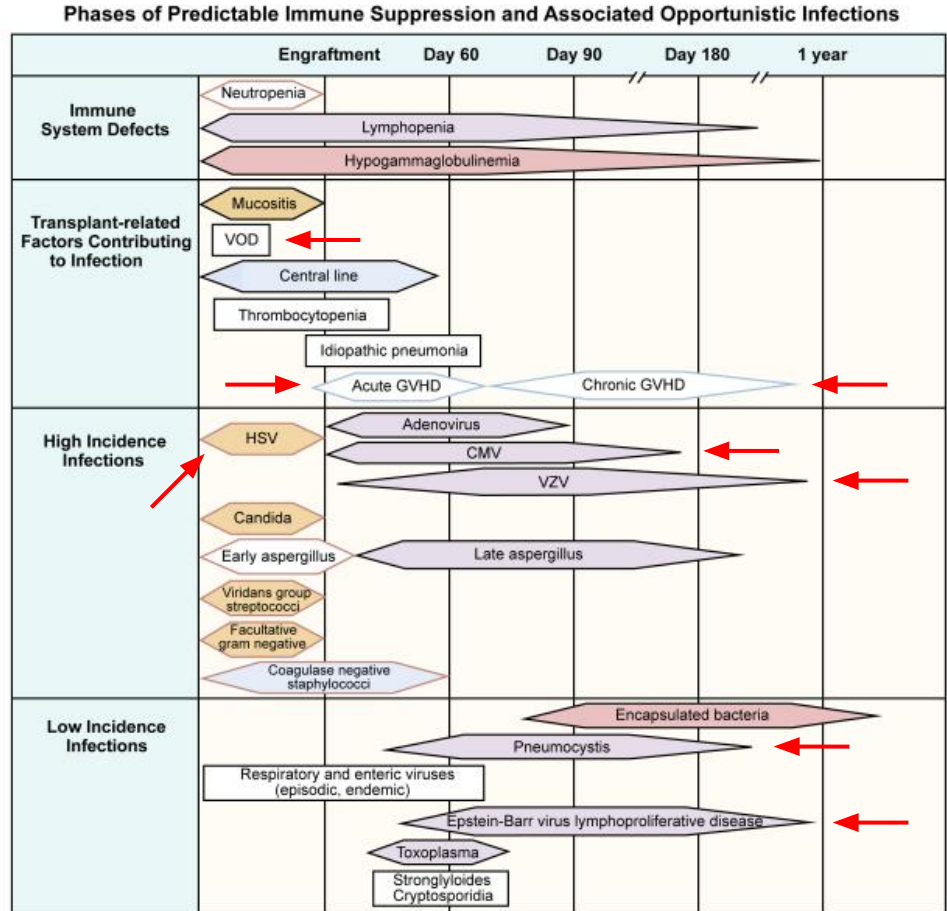 Phases of Predictable Immune Suppression and Associated Opportunistic Infections
Engraftment Day 60 Day 90 Day 180 1 year
Immune
System Defects
Neutropenia
Lymphopenia
Hypogammaglobulinemia
Transplant-related
Factors Contributing
to Infection
Mucositis
VOD
Central line
Thrombocytopenia
Idiopathic pneumonia
Acute GVHD Chronic GVHD
High Incidence
Infections
HSV
Adenovirus
CMV
VZV
Candida
Early aspergillus Late aspergillus
Viridans group
streptococci
Facultative
gram negative
Coagulase negative
staphylococci
Low Incidence
Infections
Encapsulated bacteria
Pneumocystis
Respiratory and enteric viruses
(episodic, endemic)
Epstein-Barr virus lymphoproliferative disease
Toxoplasma
Stronglyloides
Cryptosporidia